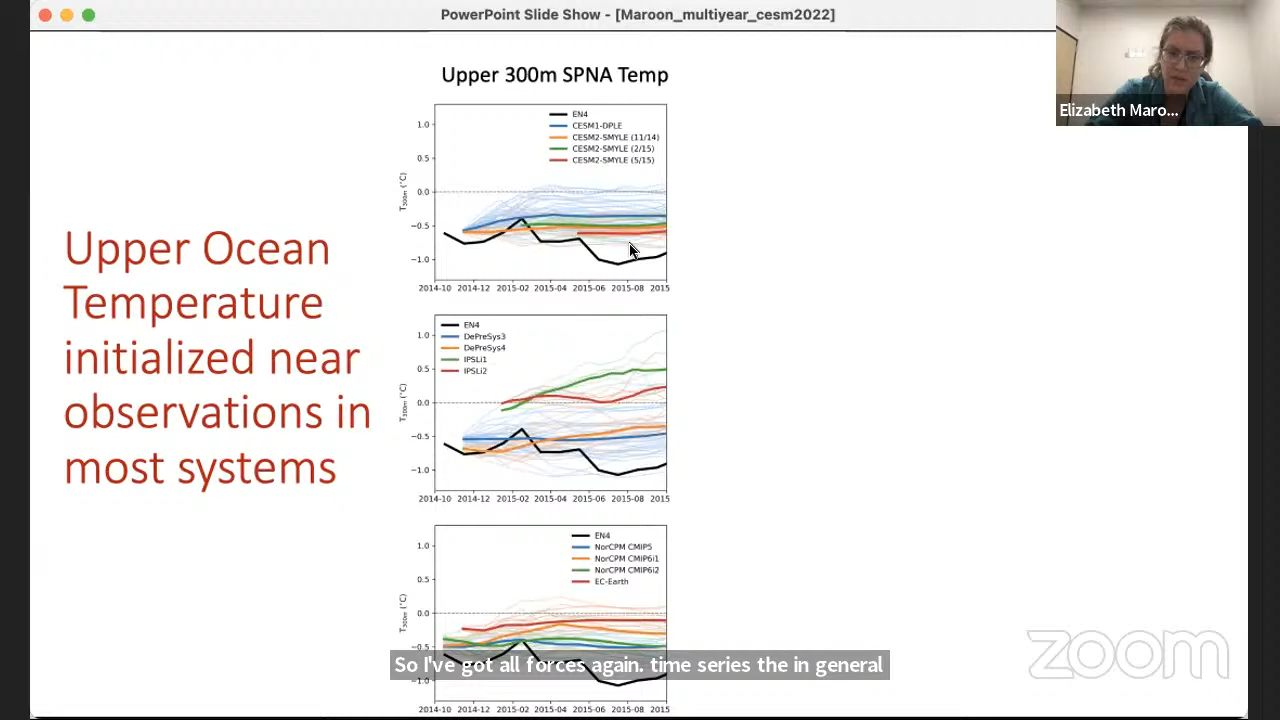 PowerPoint Slide Show - [Maroon_multiyear_cesm2022]
Elizabeth Maro...
Upper 300m SPNA Temp
Upper Ocean
Temperature
initialized near
observations in
most systems
EN4
CESM1-DPLE
CESM2-SMYLE (11/14)
CESM2-SMYLE (2/15)
CESM2-SMYLE (5/15)
1.0
0.5
0.0
−0.5
−1.0
T300m (°C)
2014-10 2014-12 2015-02 2015-04 2015-06 2015-08 2015
EN4
DePreSys3
DePreSys4
IPSLi1
IPSLi2
1.0
0.5
0.0
−0.5
−1.0
T300m (°C)
2014-10 2014-12 2015-02 2015-04 2015-06 2015-08 2015
EN4
NorCPM CMIP5
NorCPM CMIP6i1
NorCPM CMIP6i2
EC-Earth
1.0
0.5
0.0
−0.5
−1.0
T300m (°C)
2014-10 2014-12 2015-02 2015-04 2015-06 2015-08 2015
So I've got all forces again. time series the in general
zoom